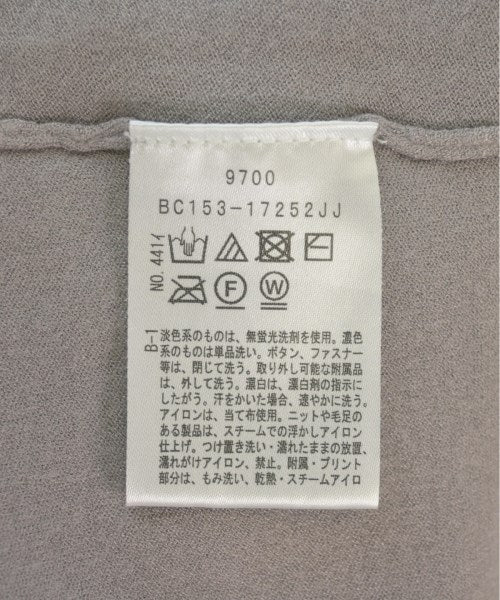 9700
BC153-17252JJ
NO.441イ
F W
B-1
淡色系のものは、無蛍光洗剤を使用。濃色
系のものは単品洗い。ボタン、ファスナー
等は、閉じて洗う。取り外し可能な附属品
は、外して洗う。漂白は、漂白剤の指示に
したがう。汗をかいた場合、速やかに洗う。
アイロンは、当て布使用。ニットや毛足の
ある製品は、スチームでの浮かしアイロン
仕上げ。つけ置き洗い・濡れたままの放置、
濡れがけアイロン、禁止。附属・プリント
部分は、もみ洗い、乾熱・スチームアイロ